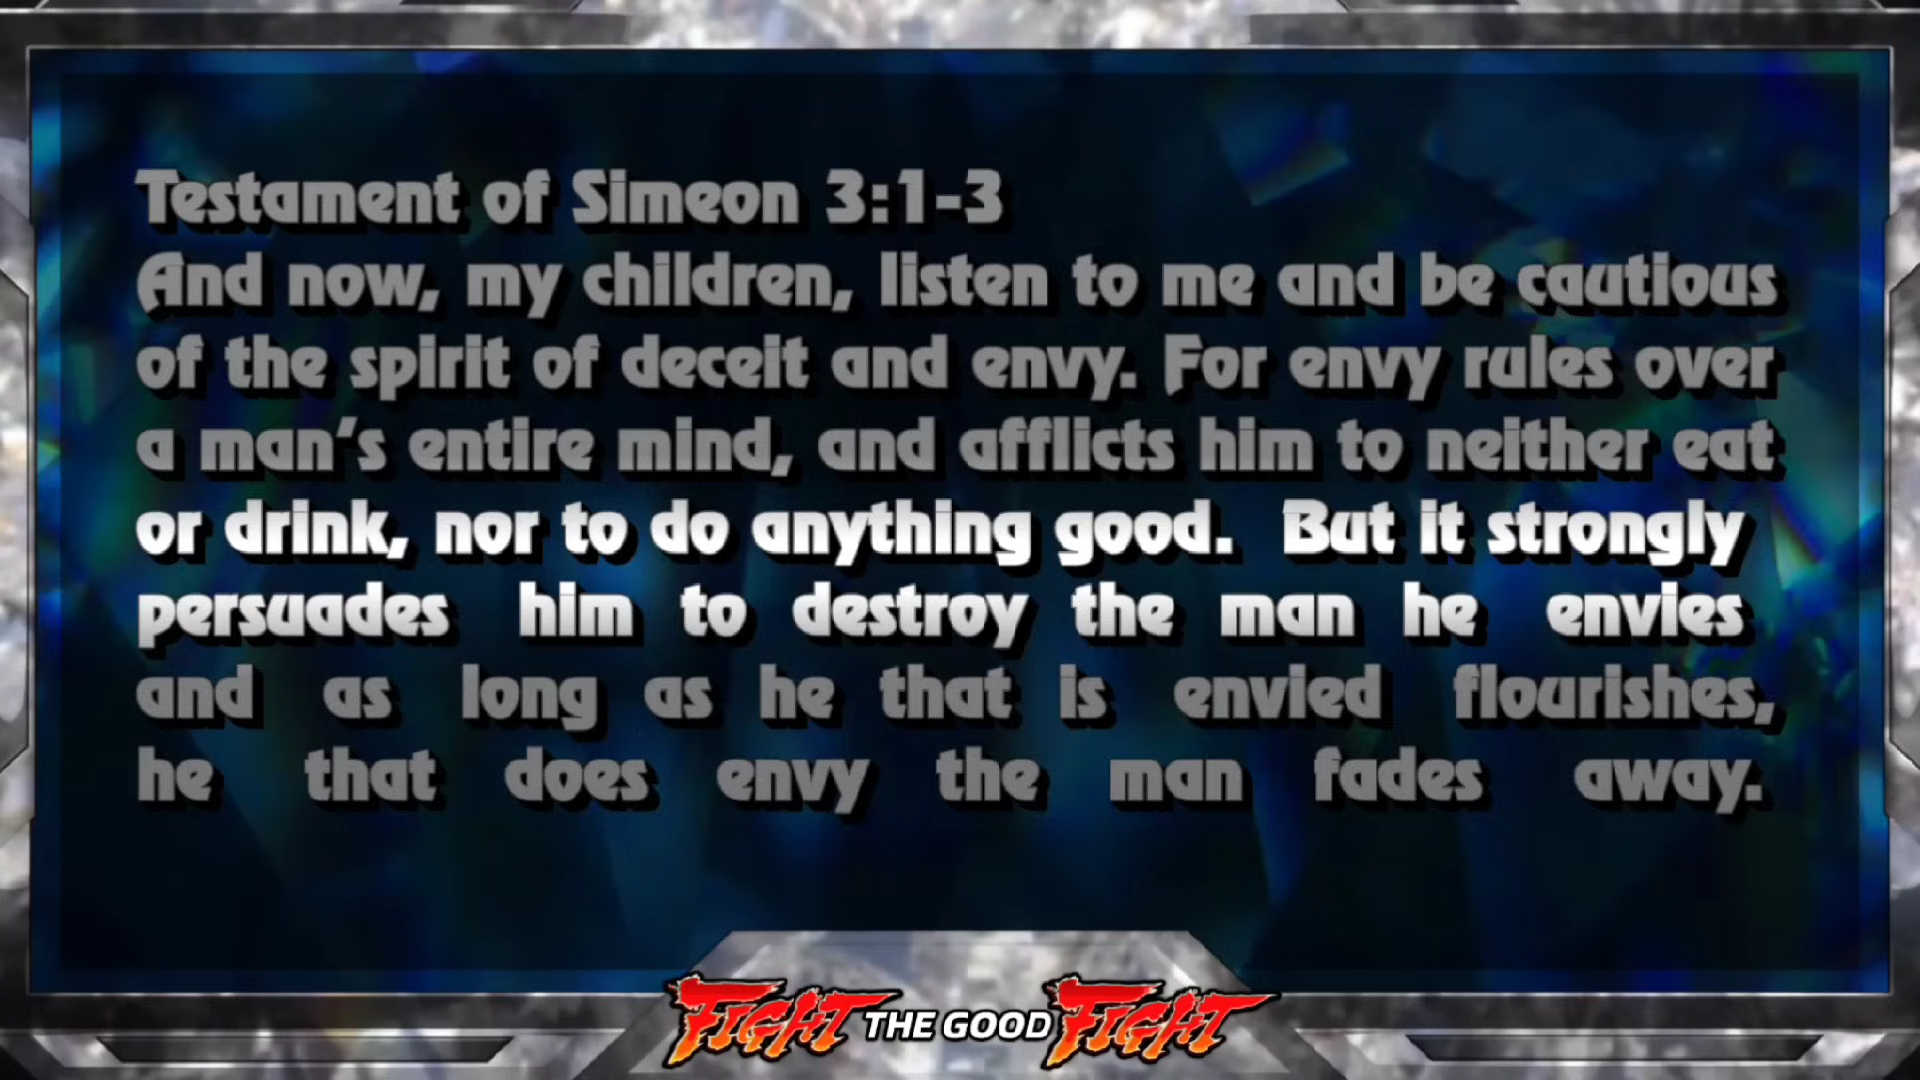 Testament of Simeon 3:1-3
And now, my children, listen to me and be cautious
of the spirit of deceit and envy. For envy rules over
a man's entire mind, and afflicts him to neither eat
or drink, nor to do anything good. But it strongly
persuades him to destroy the man he envies
and as long as he that is envied flourishes,
he that does envy the man fades away.
FIGHT THE GOOD FIGHT